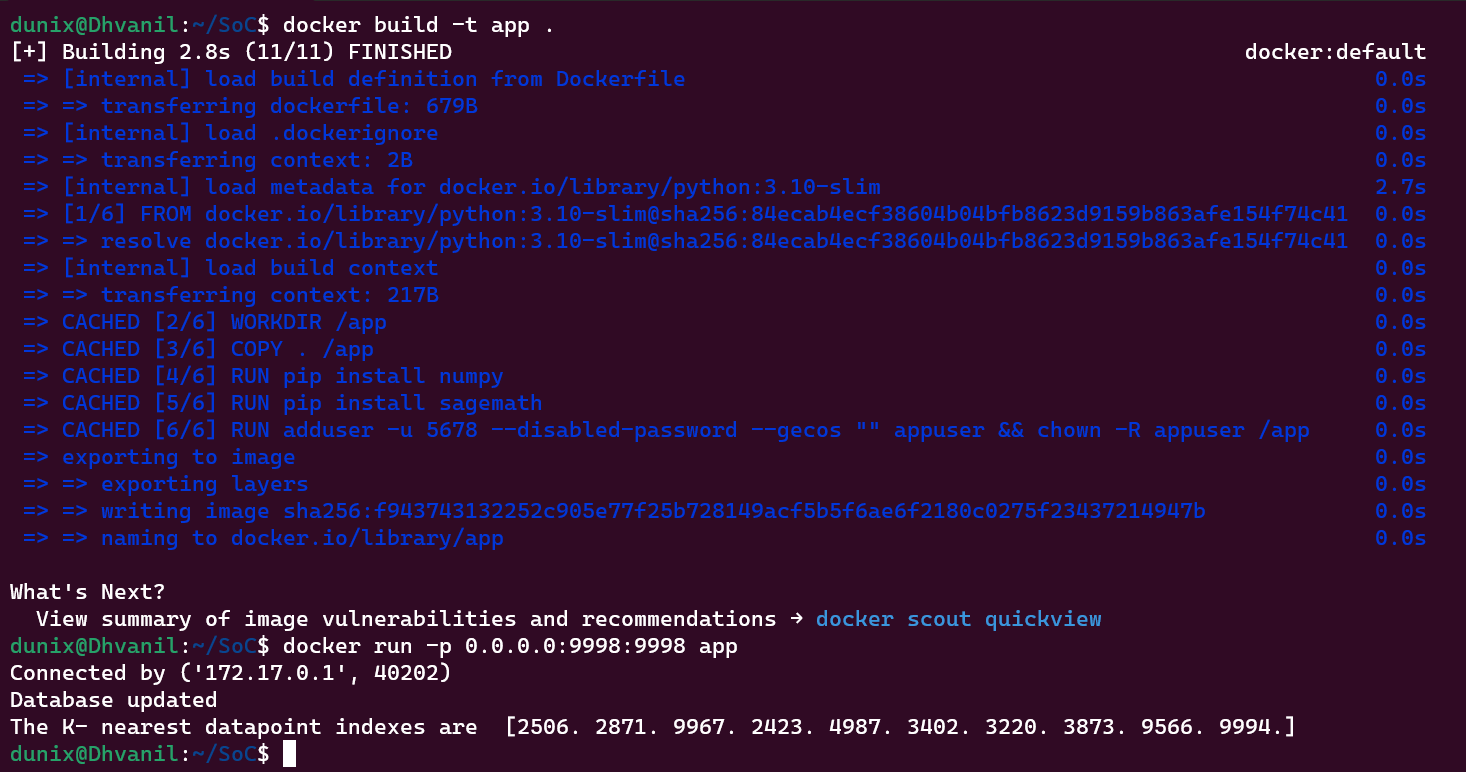 dunix@Dhvanil:~/SoC$ docker build -t app .
[+] Building 2.8s (11/11) FINISHED docker:default
=> [internal] load build definition from Dockerfile 0.0s
=> => transferring dockerfile: 679B 0.0s
=> [internal] load .dockerignore 0.0s
=> => transferring context: 2B 0.0s
=> [internal] load metadata for docker.io/library/python:3.10-slim 2.7s
=> [1/6] FROM docker.io/library/python:3.10-slim@sha256:84ecab4ecf38604b04bfb8623d9159b863afe154f74c41 0.0s
=> => resolve docker.io/library/python:3.10-slim@sha256:84ecab4ecf38604b04bfb8623d9159b863afe154f74c41 0.0s
=> [internal] load build context 0.0s
=> => transferring context: 217B 0.0s
=> CACHED [2/6] WORKDIR /app 0.0s
=> CACHED [3/6] COPY . /app 0.0s
=> CACHED [4/6] RUN pip install numpy 0.0s
=> CACHED [5/6] RUN pip install sagemath 0.0s
=> CACHED [6/6] RUN adduser -u 5678 --disabled-password --gecos "" appuser && chown -R appuser /app 0.0s
=> exporting to image 0.0s
=> => exporting layers 0.0s
=> => writing image sha256:f943743132252c905e77f25b728149acf5b5f6ae6f2180c0275f23437214947b 0.0s
=> => naming to docker.io/library/app 0.0s
What's Next?
View summary of image vulnerabilities and recommendations → docker scout quickview
dunix@Dhvanil:~/SoC$ docker run -p 0.0.0.0:9998:9998 app
Connected by ('172.17.0.1', 40202)
Database updated
The K- nearest datapoint indexes are [2506. 2871. 9967. 2423. 4987. 3402. 3220. 3873. 9566. 9994.]
dunix@Dhvanil:~/SoC$